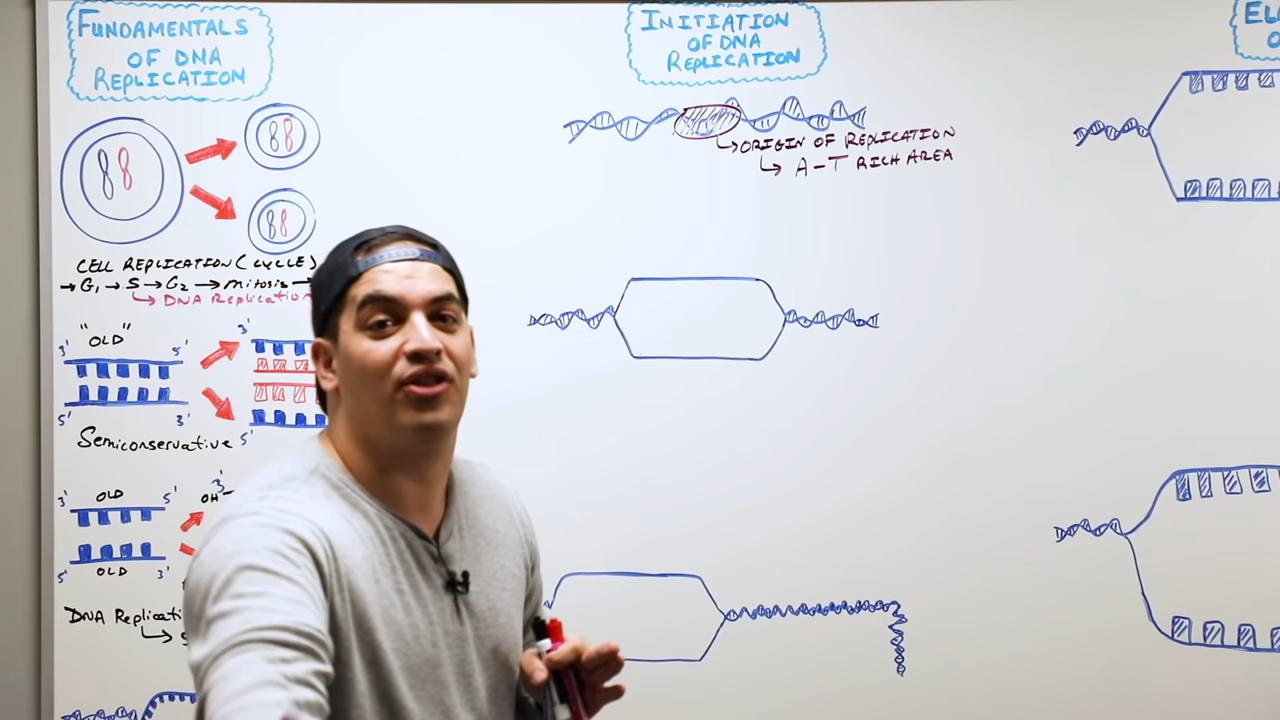 FUNDAMENTALS
OF DNA
REPLICATION
CELL REPLICATION (CYCLE)
→ G₁ → S → G₂ → mitosis →
↳ DNA Replication
"OLD"
3' 5'
5' 3'
3'
5'
Semiconservative
3' OLD 5'
5' OLD 3'
3'
OH
DNA
INITIATION
OF DNA
REPLICATION
↳ ORIGIN OF REPLICATION
↳ A-T RICH AREA